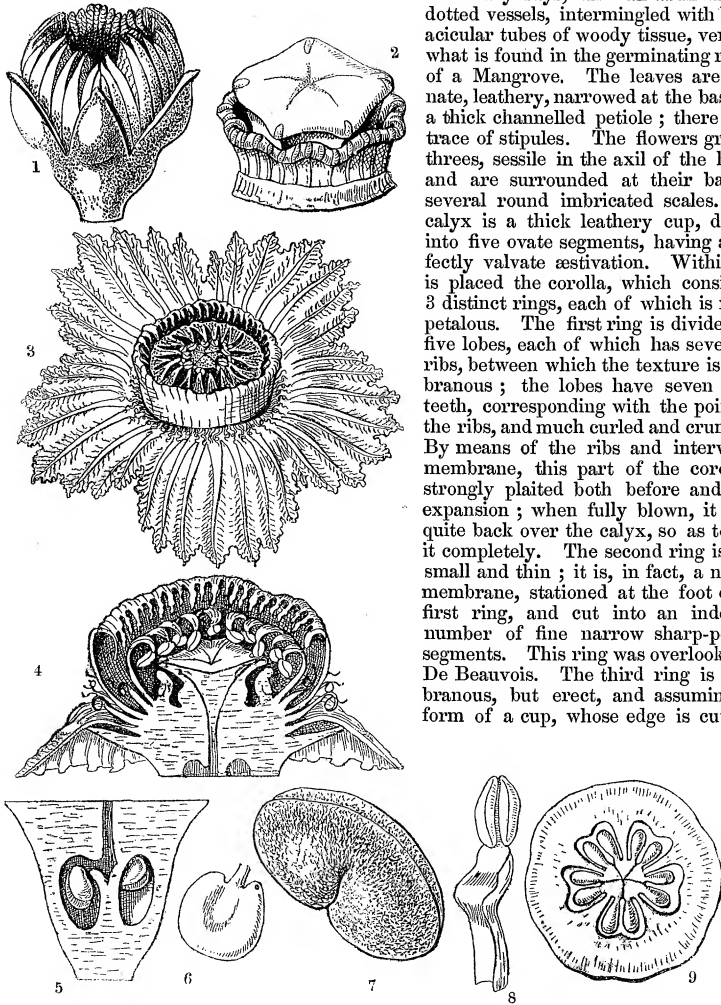 dotted vessels, intermingled with
acicular tubes of woody tissue, ver
what is found in the germinating r
of a Mangrove. The leaves are
nate, leathery, narrowed at the bas
a thick channelled petiole ; there
trace of stipules. The flowers gr
threes, sessile in the axil of the l
and are surrounded at their ba
several round imbricated scales.
calyx is a thick leathery cup, d
into five ovate segments, having a
fectly valvate æstivation. Withi
is placed the corolla, which consi
3 distinct rings, each of which is
petalous. The first ring is divide
five lobes, each of which has seve
ribs, between which the texture is
branous ; the lobes have seven
teeth, corresponding with the poi
the ribs, and much curled and crum
By means of the ribs and interv
membrane, this part of the coro
strongly plaited both before and
expansion ; when fully blown, it
quite back over the calyx, so as t
it completely. The second ring is
small and thin ; it is, in fact, a n
membrane, stationed at the foot o
first ring, and cut into an inde
number of fine narrow sharp-p
segments. This ring was overlook
De Beauvois. The third ring is
branous, but erect, and assumin
form of a cup, whose edge is cu
1
2
3
4
5
6
7
8
9